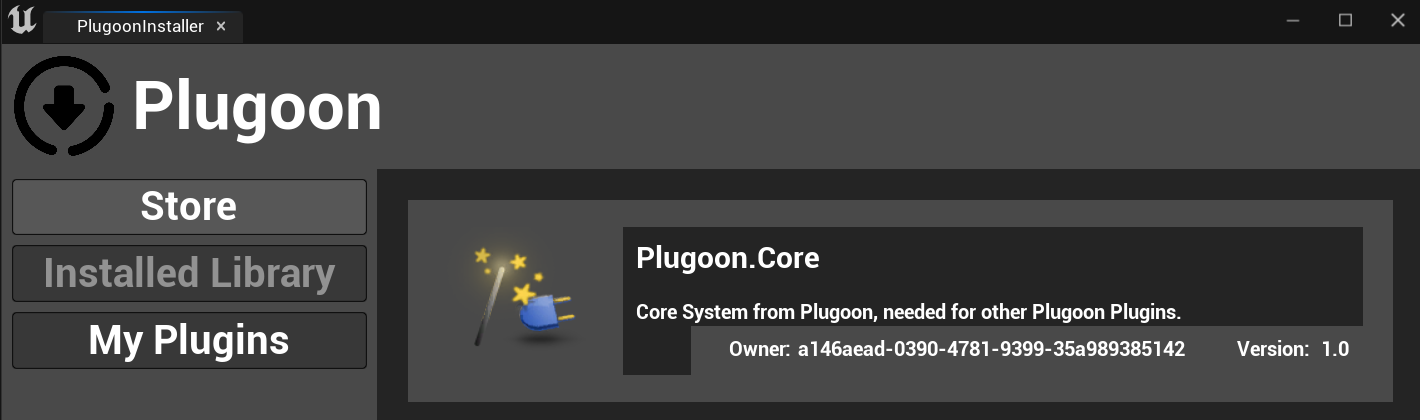 PlugoonInstaller
Plugoon
Store
Installed Library
My Plugins
Plugoon.Core
Core System from Plugoon, needed for other Plugoon Plugins.
Owner: a146aead-0390-4781-9399-35a989385142 Version: 1.0